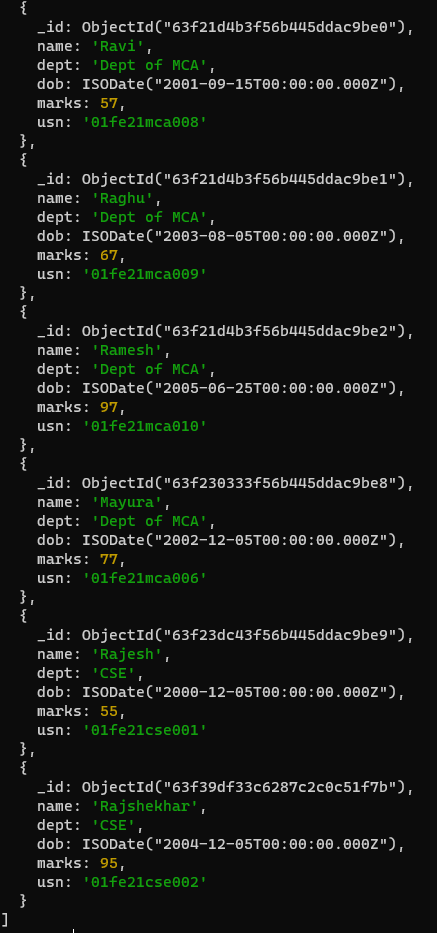 {
_id: ObjectId("63f21d4b3f56b445ddac9be0"),
name: 'Ravi',
dept: 'Dept of MCA',
dob: ISODate("2001-09-15T00:00:00.000Z"),
marks: 57,
usn: '01fe21mca008'
},
{
_id: ObjectId("63f21d4b3f56b445ddac9be1"),
name: 'Raghu',
dept: 'Dept of MCA',
dob: ISODate("2003-08-05T00:00:00.000Z"),
marks: 67,
usn: '01fe21mca009'
},
{
_id: ObjectId("63f21d4b3f56b445ddac9be2"),
name: 'Ramesh',
dept: 'Dept of MCA',
dob: ISODate("2005-06-25T00:00:00.000Z"),
marks: 97,
usn: '01fe21mca010'
},
{
_id: ObjectId("63f230333f56b445ddac9be8"),
name: 'Mayura',
dept: 'Dept of MCA',
dob: ISODate("2002-12-05T00:00:00.000Z"),
marks: 77,
usn: '01fe21mca006'
},
{
_id: ObjectId("63f23dc43f56b445ddac9be9"),
name: 'Rajesh',
dept: 'CSE',
dob: ISODate("2000-12-05T00:00:00.000Z"),
marks: 55,
usn: '01fe21cse001'
},
{
_id: ObjectId("63f39df33c6287c2c0c51f7b"),
name: 'Rajshekhar',
dept: 'CSE',
dob: ISODate("2004-12-05T00:00:00.000Z"),
marks: 95,
usn: '01fe21cse002'
}
]